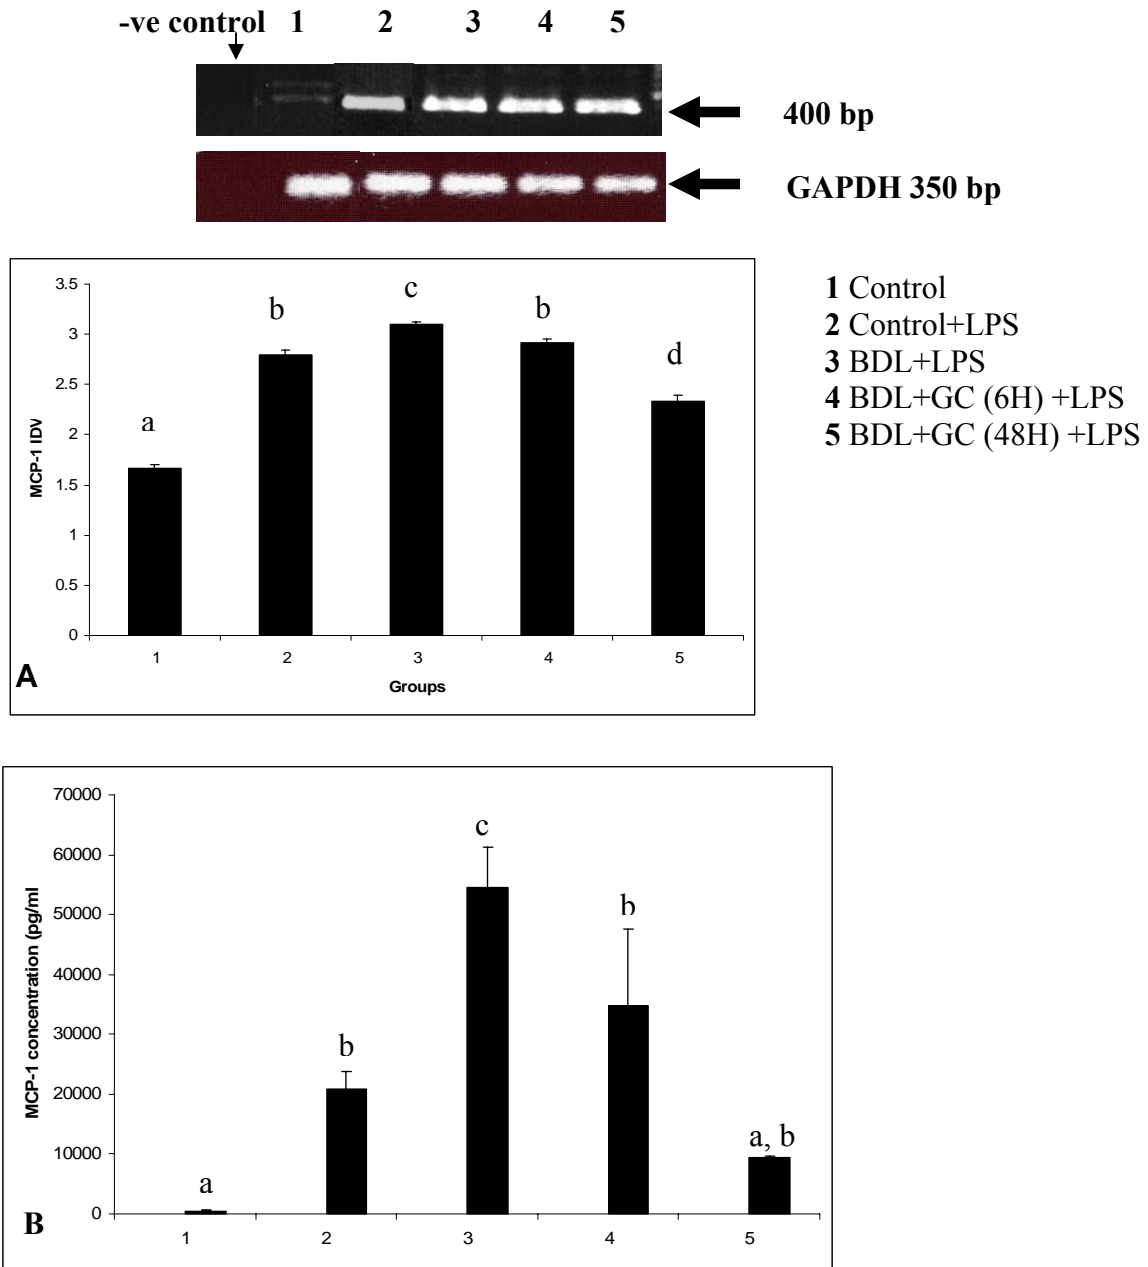 -ve control 1 2 3 4 5
400 bp
GAPDH 350 bp
1 Control
2 Control+LPS
3 BDL+LPS
4 BDL+GC (6H) +LPS
5 BDL+GC (48H) +LPS
MCP-1 IDV
3.5
3
2.5
2
1.5
1
0.5
0
a
b
c
b
d
1 2 3 4 5
Groups
A
MCP-1 concentration (pg/ml)
70000
60000
50000
40000
30000
20000
10000
0
a
b
c
b
a, b
1 2 3 4 5
B